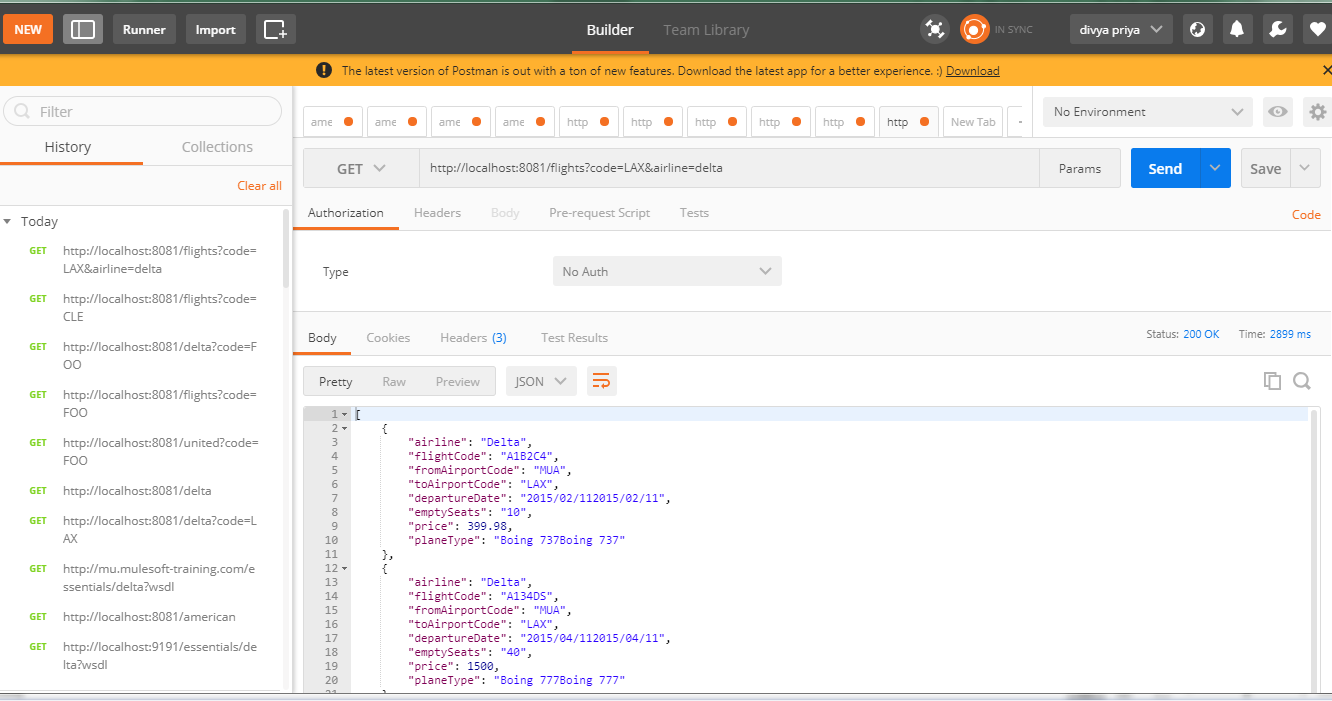 NEW
Runner
Import
Builder
Team Library
IN SYNC
divya priya
The latest version of Postman is out with a ton of new features. Download the latest app for a better experience. :) Download
Filter
History
Collections
Clear all
Today
GET http://localhost:8081/flights?code=
LAX&airline=delta
GET http://localhost:8081/flights?code=
CLE
GET http://localhost:8081/delta?code=F
OO
GET http://localhost:8081/flights?code=
FOO
GET http://localhost:8081/united?code=
FOO
GET http://localhost:8081/delta
GET http://localhost:8081/delta?code=L
AX
GET http://mu.mulesoft-training.com/e
ssentials/delta?wsdl
GET http://localhost:8081/american
GET http://localhost:9191/essentials/de
lta?wsdl
ame ame ame ame http http http http http http New Tab
No Environment
GET http://localhost:8081/flights?code=LAX&airline=delta Params Send Save
Authorization Headers Body Pre-request Script Tests Code
Type No Auth
Body Cookies Headers (3) Test Results Status: 200 OK Time: 2899 ms
Pretty Raw Preview JSON
1 [
2 {
3 "airline": "Delta",
4 "flightCode": "A1B2C4",
5 "fromAirportCode": "MUA",
6 "toAirportCode": "LAX",
7 "departureDate": "2015/02/112015/02/11",
8 "emptySeats": "10",
9 "price": 399.98,
10 "planeType": "Boing 737Boing 737"
11 },
12 {
13 "airline": "Delta",
14 "flightCode": "A134DS",
15 "fromAirportCode": "MUA",
16 "toAirportCode": "LAX",
17 "departureDate": "2015/04/112015/04/11",
18 "emptySeats": "40",
19 "price": 1500,
20 "planeType": "Boing 777Boing 777"